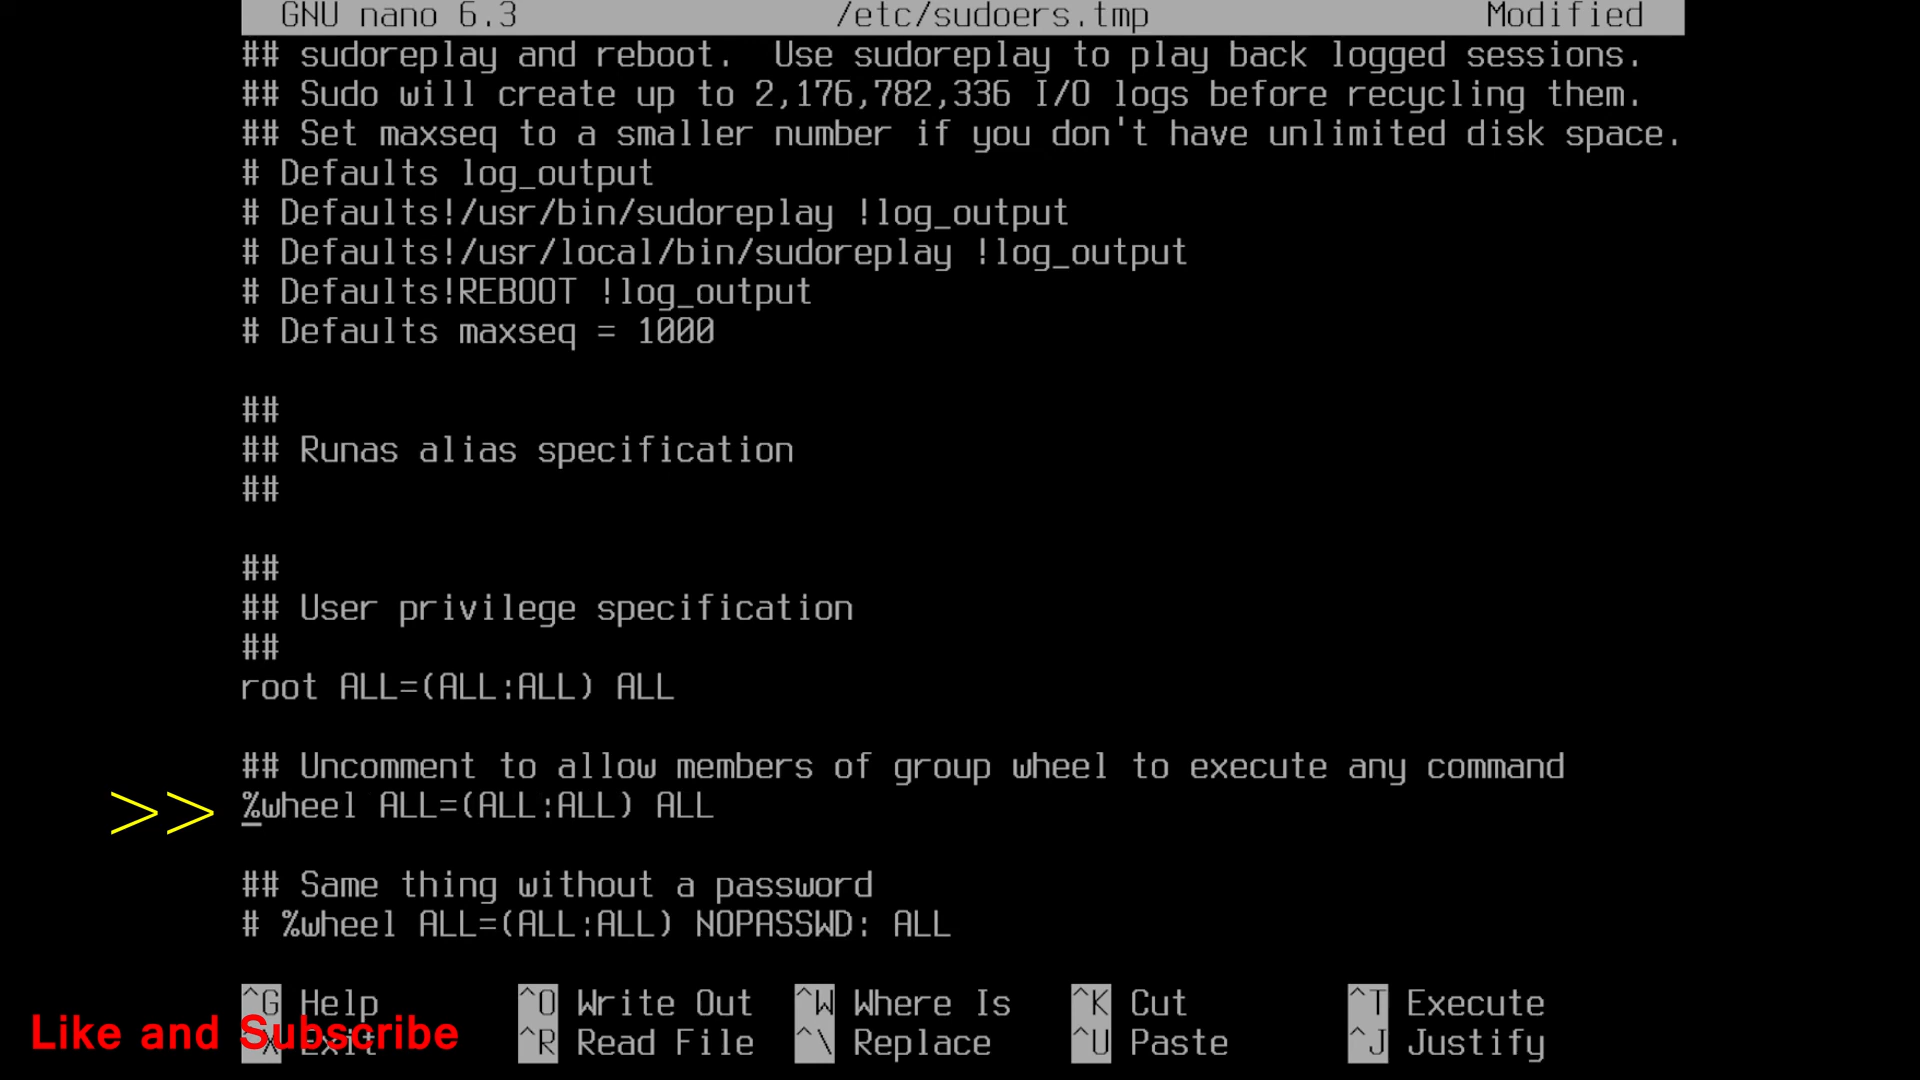 GNU nano 6.3 /etc/sudoers.tmp Modified
## sudoreplay and reboot.  Use sudoreplay to play back logged sessions.
## Sudo will create up to 2,176,782,336 I/O logs before recycling them.
## Set maxseq to a smaller number if you don't have unlimited disk space.
# Defaults log_output
# Defaults!/usr/bin/sudoreplay !log_output
# Defaults!/usr/local/bin/sudoreplay !log_output
# Defaults!REBOOT !log_output
# Defaults maxseq = 1000
##
## Runas alias specification
##
##
## User privilege specification
##
root ALL=(ALL:ALL) ALL
## Uncomment to allow members of group wheel to execute any command
>> %wheel ALL=(ALL:ALL) ALL
## Same thing without a password
# %wheel ALL=(ALL:ALL) NOPASSWD: ALL
^G Help ^O Write Out ^W Where Is ^K Cut ^T Execute
^X Exit ^R Read File ^\ Replace ^U Paste ^J Justify
Like and Subscribe